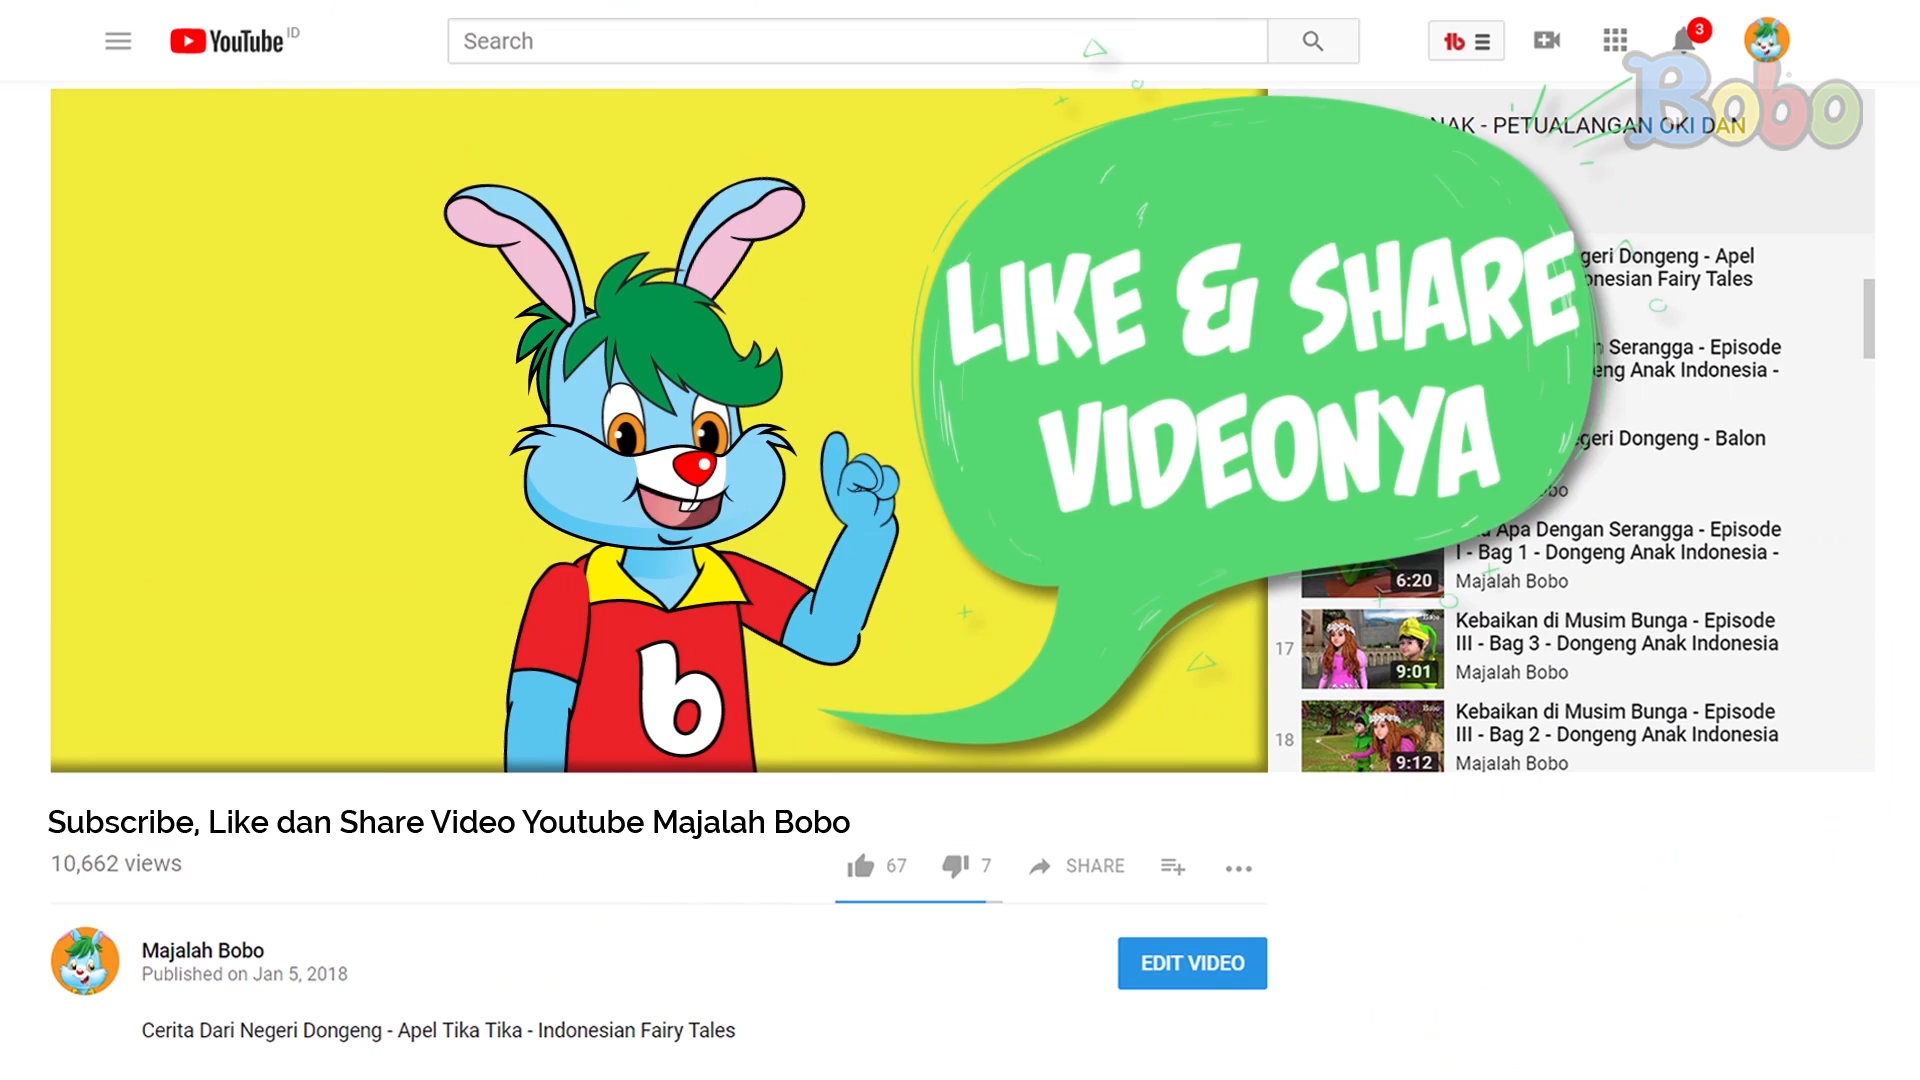 YouTube ID
Search
3
Bobo
NAK - PETUALANGAN OKI DAN
LIKE & SHARE
VIDEONYA
geri Dongeng - Apel
onesian Fairy Tales
n Serangga - Episode
eng Anak Indonesia -
egeri Dongeng - Balon
obo
Apa Dengan Serangga - Episode
I - Bag 1 - Dongeng Anak Indonesia -
6:20
Majalah Bobo
17
Kebaikan di Musim Bunga - Episode
III - Bag 3 - Dongeng Anak Indonesia
9:01
Majalah Bobo
18
Kebaikan di Musim Bunga - Episode
III - Bag 2 - Dongeng Anak Indonesia
9:12
Majalah Bobo
b
Subscribe, Like dan Share Video Youtube Majalah Bobo
10,662 views
67
7
SHARE
Majalah Bobo
Published on Jan 5, 2018
EDIT VIDEO
Cerita Dari Negeri Dongeng - Apel Tika Tika - Indonesian Fairy Tales